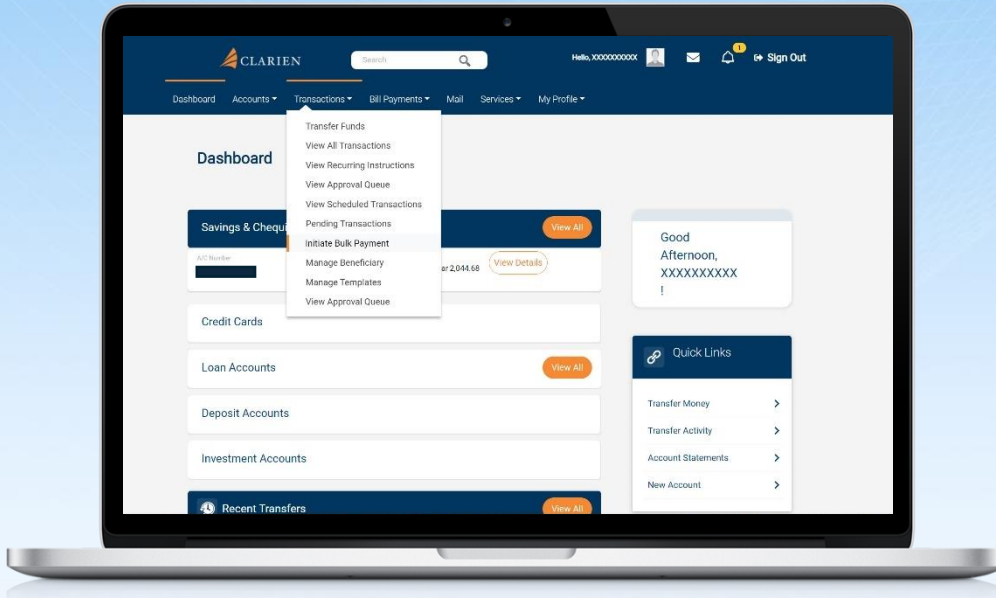 CLARIEN
Search
Hello, XXXXXXXXXX
1
Sign Out
Dashboard
Accounts
Transactions
Bill Payments
Mail
Services
My Profile
Transfer Funds
View All Transactions
View Recurring Instructions
View Approval Queue
View Scheduled Transactions
Pending Transactions
Initiate Bulk Payment
Manage Beneficiary
Manage Templates
View Approval Queue
Dashboard
Savings & Chequi
View All
A/C Number
ar 2,044.68
View Details
Credit Cards
Loan Accounts
View All
Deposit Accounts
Investment Accounts
Recent Transfers
View All
Good
Afternoon,
XXXXXXXXXX
!
Quick Links
Transfer Money
Transfer Activity
Account Statements
New Account